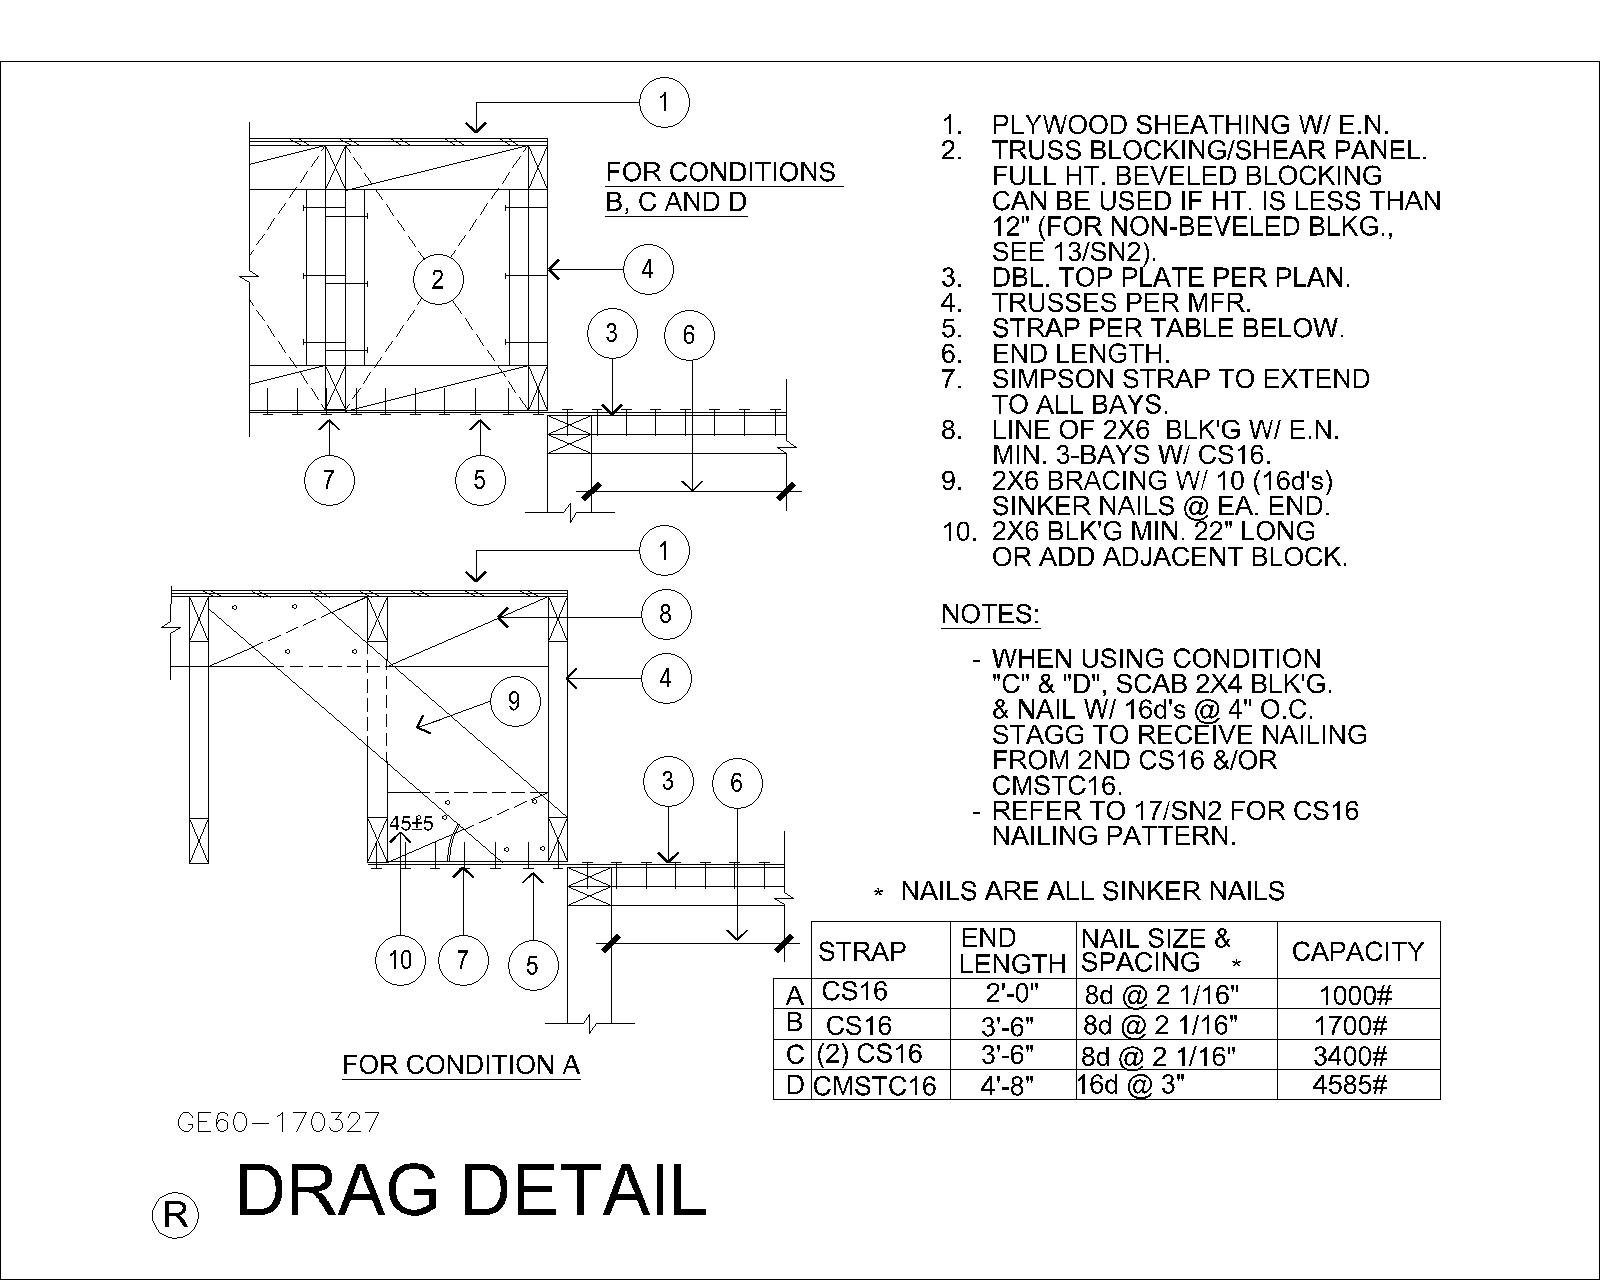 1
FOR CONDITIONS
B, C AND D
2
4
3
6
7
5
1
8
4
9
3
6
45±5
10
7
5
FOR CONDITION A
1. PLYWOOD SHEATHING W/ E.N.
2. TRUSS BLOCKING/SHEAR PANEL.
FULL HT. BEVELED BLOCKING
CAN BE USED IF HT. IS LESS THAN
12" (FOR NON-BEVELED BLKG.,
SEE 13/SN2).
3. DBL. TOP PLATE PER PLAN.
4. TRUSSES PER MFR.
5. STRAP PER TABLE BELOW.
6. END LENGTH.
7. SIMPSON STRAP TO EXTEND
TO ALL BAYS.
8. LINE OF 2X6 BLK'G W/ E.N.
MIN. 3-BAYS W/ CS16.
9. 2X6 BRACING W/ 10 (16d's)
SINKER NAILS @ EA. END.
10. 2X6 BLK'G MIN. 22" LONG
OR ADD ADJACENT BLOCK.
NOTES:
- WHEN USING CONDITION
"C" & "D", SCAB 2X4 BLK'G.
& NAIL W/ 16d's @ 4" O.C.
STAGG TO RECEIVE NAILING
FROM 2ND CS16 &/OR
CMSTC16.
- REFER TO 17/SN2 FOR CS16
NAILING PATTERN.
* NAILS ARE ALL SINKER NAILS
STRAP END LENGTH NAIL SIZE & SPACING * CAPACITY
A CS16 2'-0" 8d @ 2 1/16" 1000#
B CS16 3'-6" 8d @ 2 1/16" 1700#
C (2) CS16 3'-6" 8d @ 2 1/16" 3400#
D CMSTC16 4'-8" 16d @ 3" 4585#
GE60-170327
R DRAG DETAIL